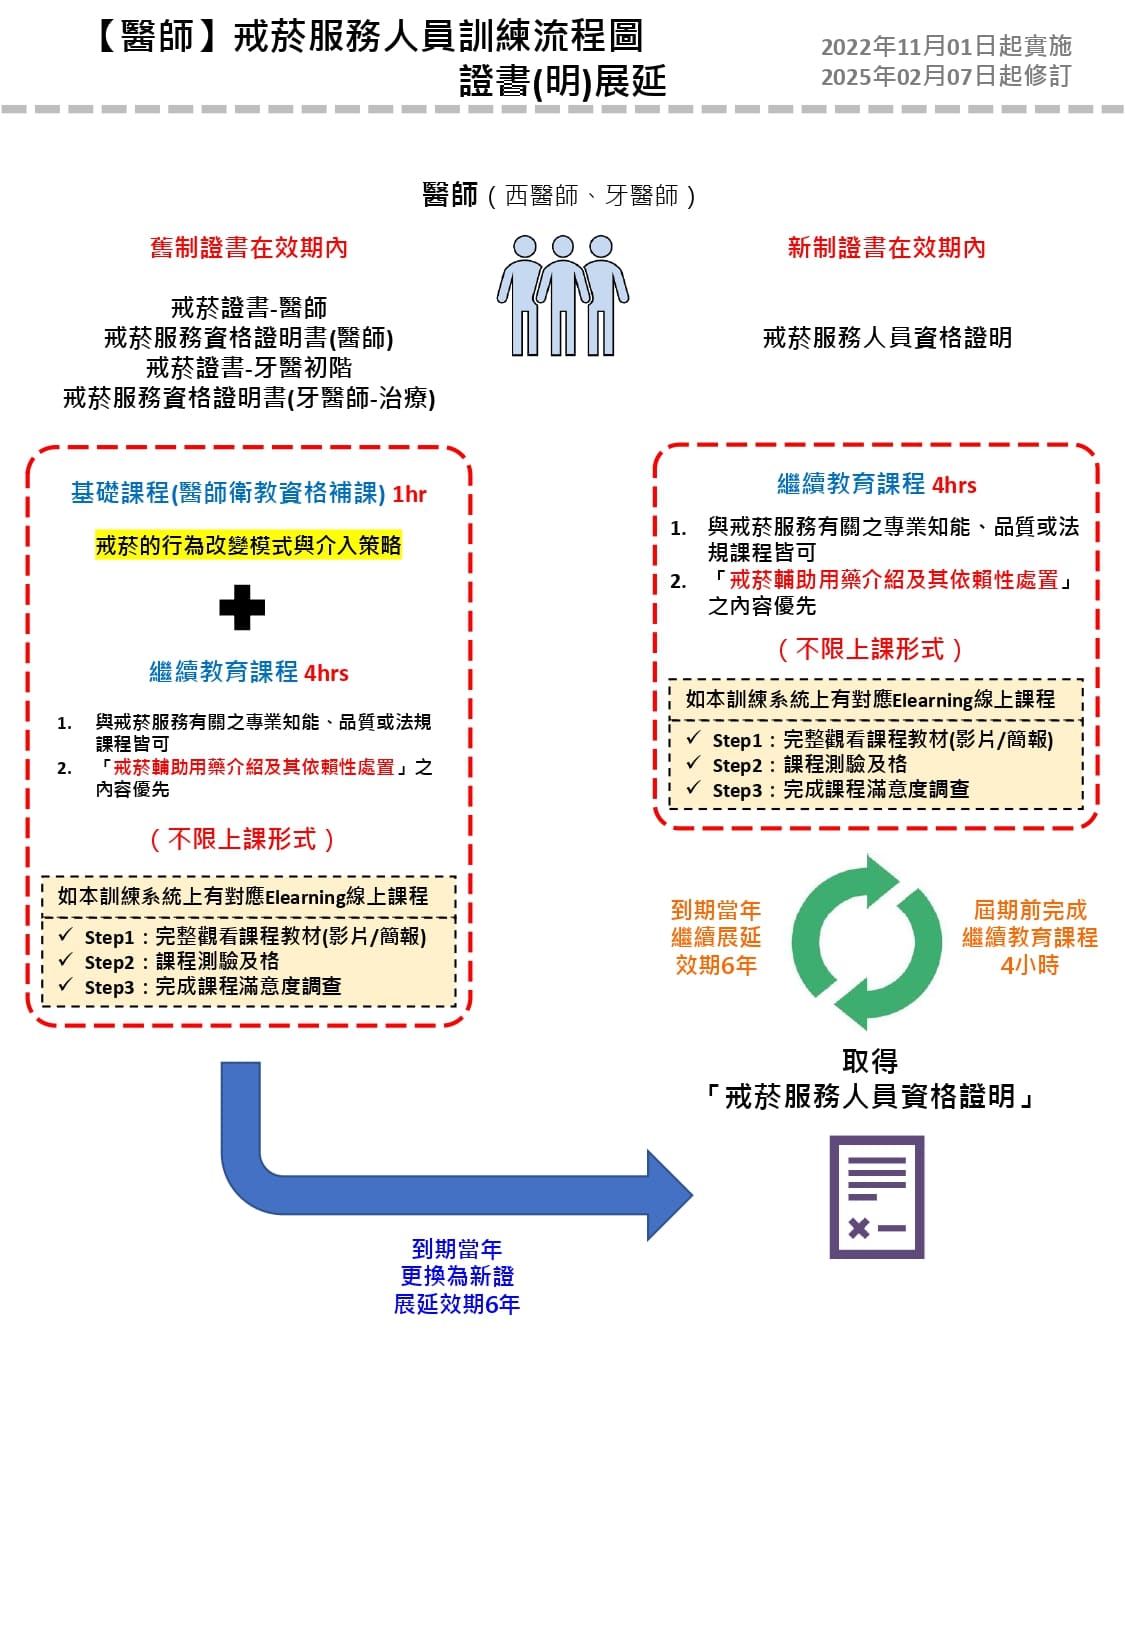 【醫師】戒菸服務人員訓練流程圖
證書(明)展延
2022年11月01日起實施
2025年02月07日起修訂
醫師（西醫師、牙醫師）
舊制證書在效期內
戒菸證書-醫師
戒菸服務資格證明書(醫師)
戒菸證書-牙醫初階
戒菸服務資格證明書(牙醫師-治療)
基礎課程(醫師衛教資格補課) 1hr
戒菸的行為改變模式與介入策略
繼續教育課程 4hrs
1. 與戒菸服務有關之專業知能、品質或法規
課程皆可
2. 「戒菸輔助用藥介紹及其依賴性處置」之
內容優先
（不限上課形式）
如本訓練系統上有對應Elearning線上課程
✓ Step1：完整觀看課程教材(影片/簡報)
✓ Step2：課程測驗及格
✓ Step3：完成課程滿意度調查
到期當年
更換為新證
展延效期6年
新制證書在效期內
戒菸服務人員資格證明
繼續教育課程 4hrs
1. 與戒菸服務有關之專業知能、品質或法
規課程皆可
2. 「戒菸輔助用藥介紹及其依賴性處置」
之內容優先
（不限上課形式）
如本訓練系統上有對應Elearning線上課程
✓ Step1：完整觀看課程教材(影片/簡報)
✓ Step2：課程測驗及格
✓ Step3：完成課程滿意度調查
到期當年
繼續展延
效期6年
屆期前完成
繼續教育課程
4小時
取得
「戒菸服務人員資格證明」